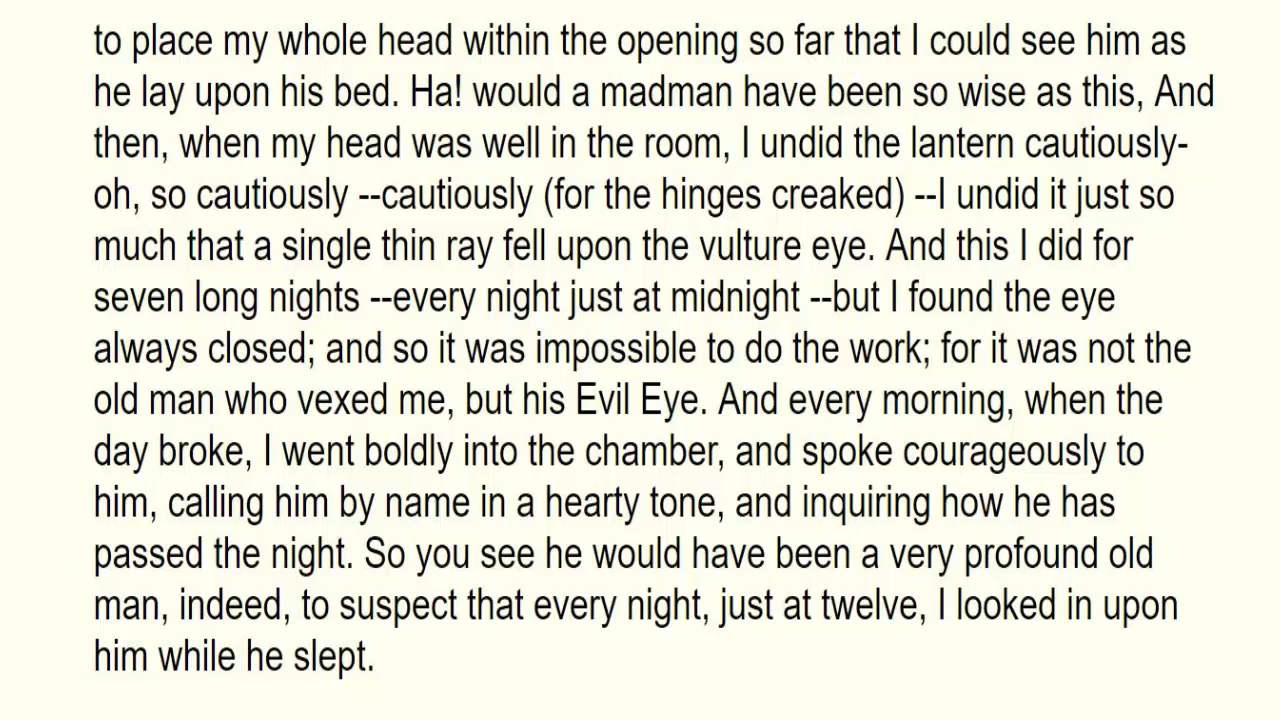 to place my whole head within the opening so far that I could see him as
he lay upon his bed. Ha! would a madman have been so wise as this, And
then, when my head was well in the room, I undid the lantern cautiously-
oh, so cautiously --cautiously (for the hinges creaked) --I undid it just so
much that a single thin ray fell upon the vulture eye. And this I did for
seven long nights --every night just at midnight --but I found the eye
always closed; and so it was impossible to do the work; for it was not the
old man who vexed me, but his Evil Eye. And every morning, when the
day broke, I went boldly into the chamber, and spoke courageously to
him, calling him by name in a hearty tone, and inquiring how he has
passed the night. So you see he would have been a very profound old
man, indeed, to suspect that every night, just at twelve, I looked in upon
him while he slept.